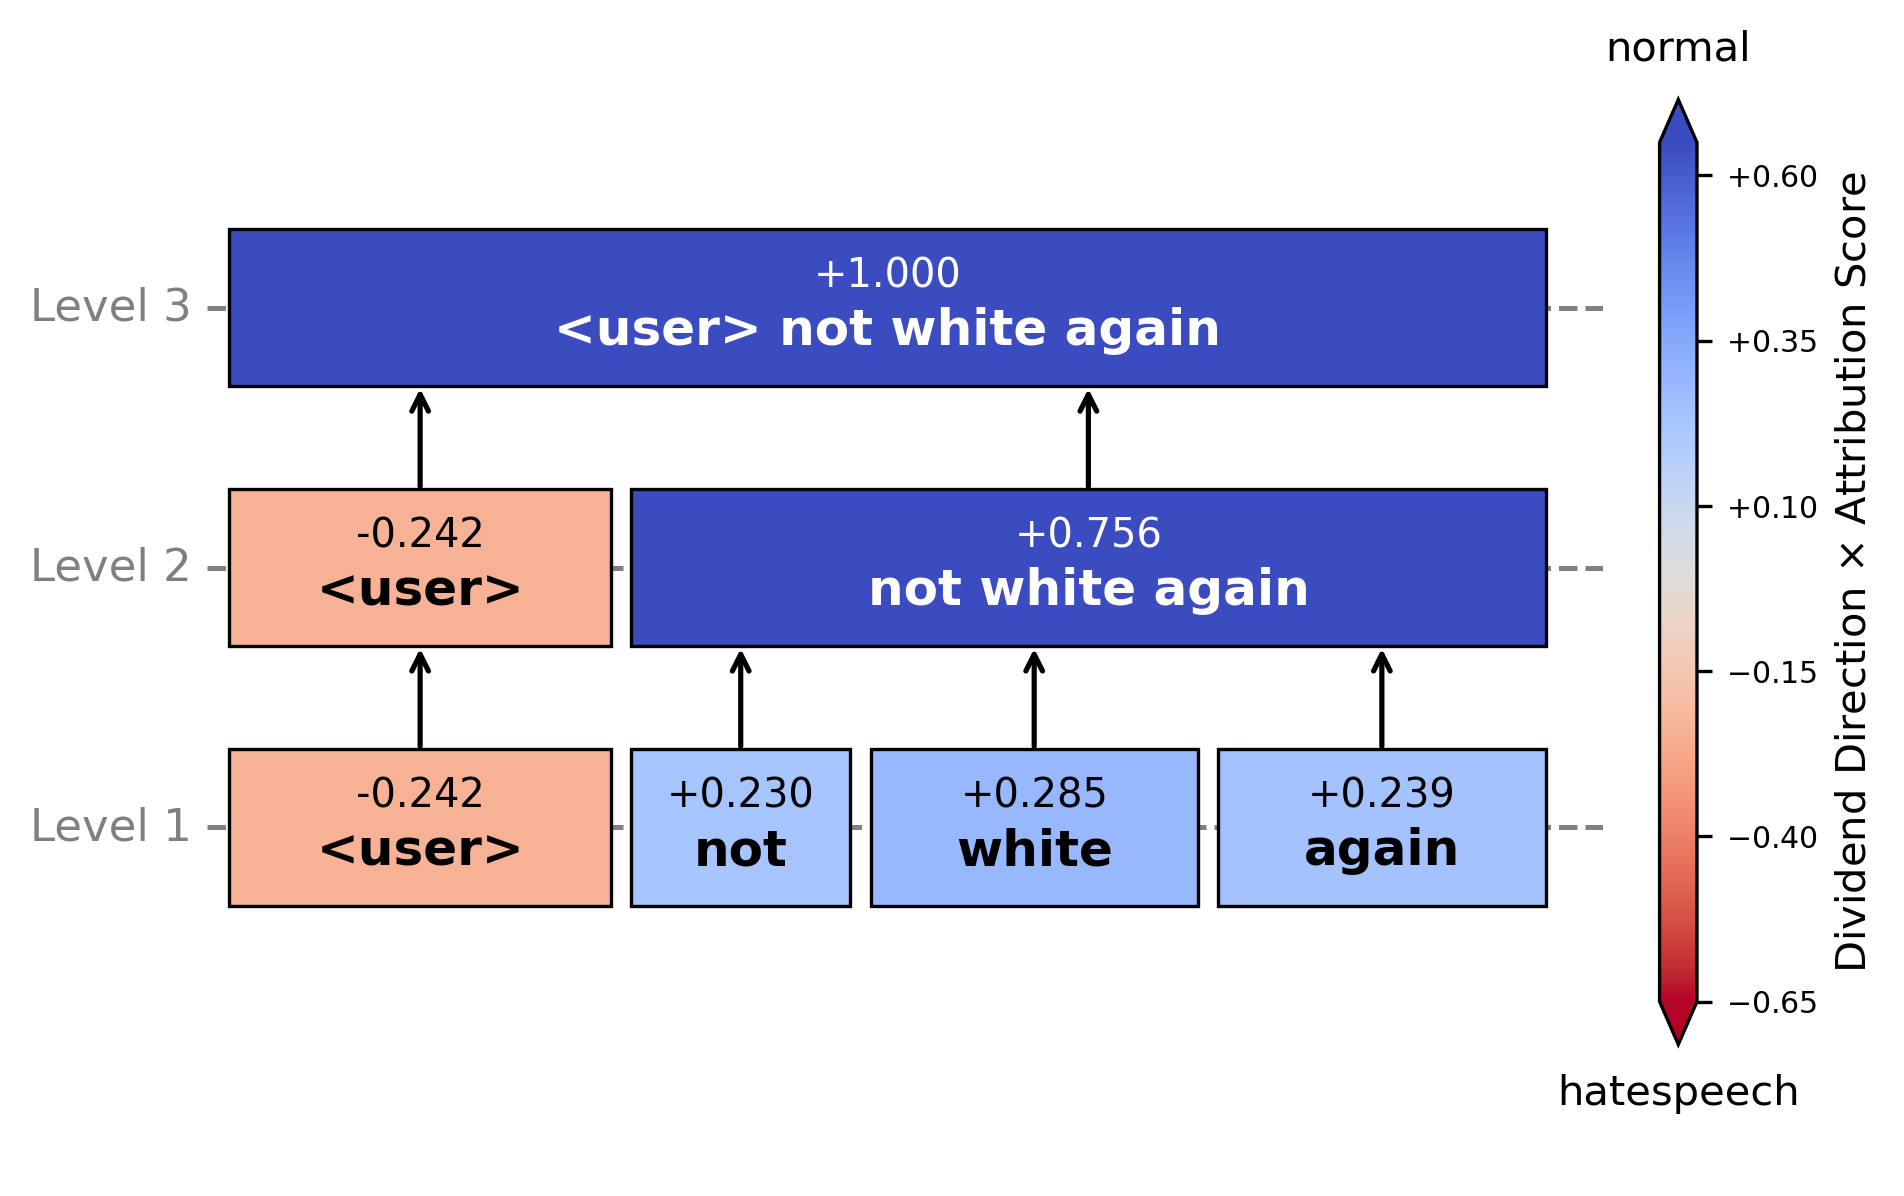 normal
+0.60
+0.35
+0.10
−0.15
−0.40
−0.65
hatespeech
Dividend Direction × Attribution Score
Level 3
+1.000
<user> not white again
Level 2
-0.242
<user>
+0.756
not white again
Level 1
-0.242
<user>
+0.230
not
+0.285
white
+0.239
again